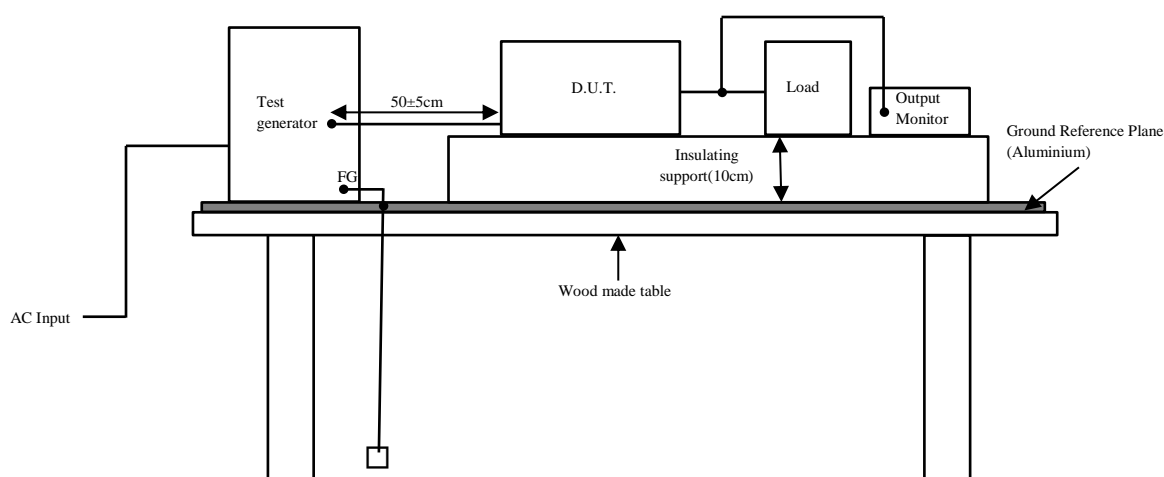 Test
generator
50±5cm
D.U.T.
Load
Output
Monitor
Ground Reference Plane
(Aluminium)
Insulating
support(10cm)
FG
Wood made table
AC Input